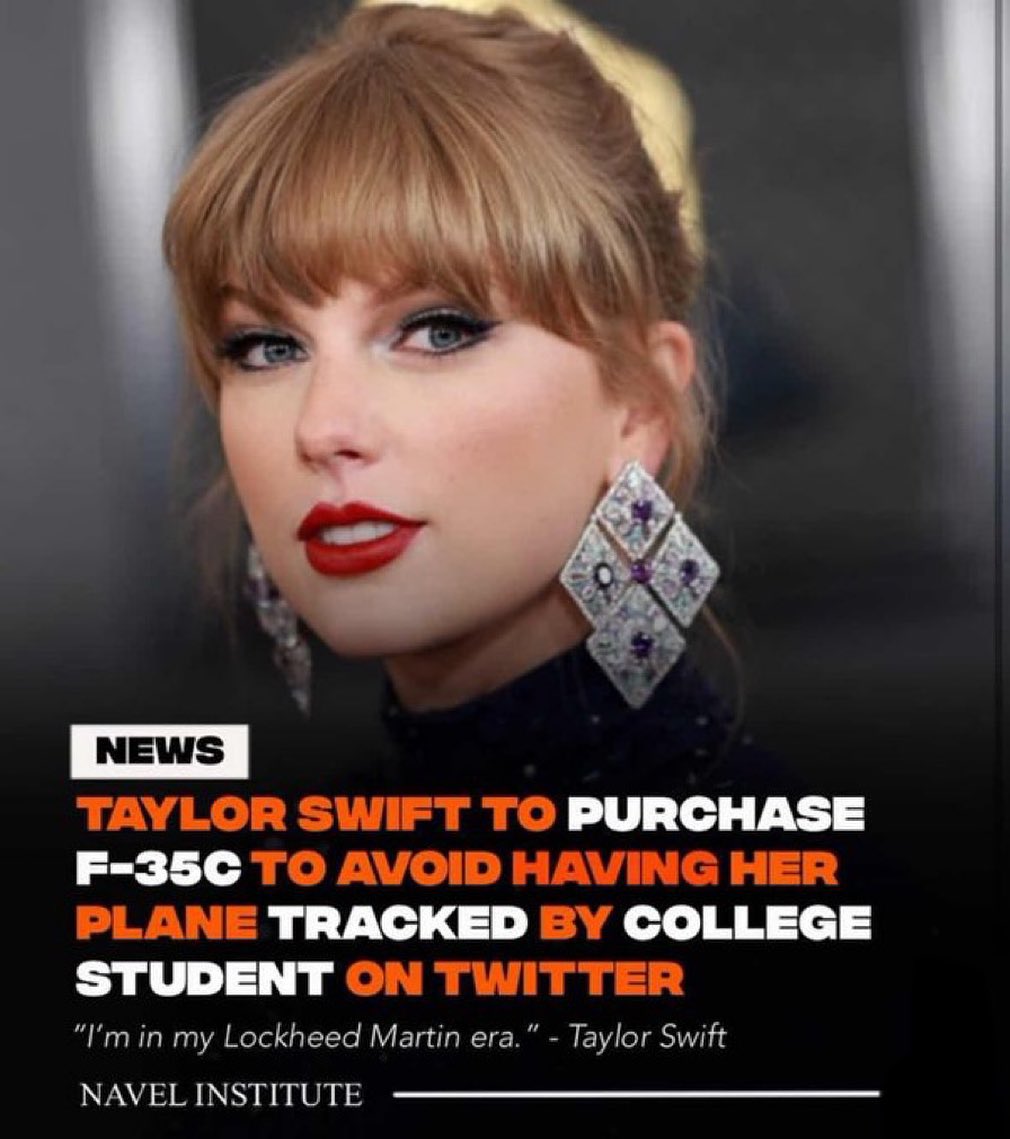 NEWS
TAYLOR SWIFT TO PURCHASE
F-35C TO AVOID HAVING HER
PLANE TRACKED BY COLLEGE
STUDENT ON TWITTER
“I’m in my Lockheed Martin era.” - Taylor Swift
NAVEL INSTITUTE